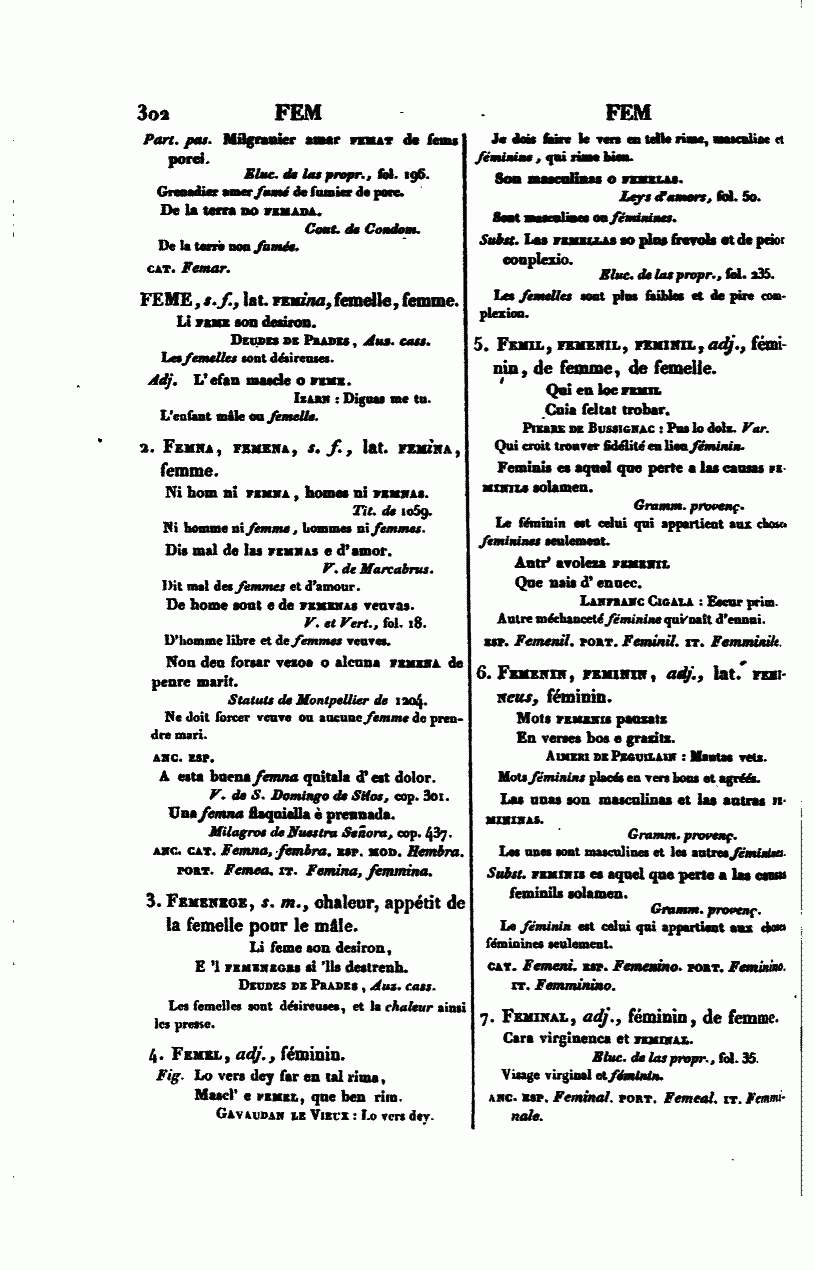 302 FEM
Part. pas. Milgranier amar FEMAT de fems
porci.
Eluc. de las propr., fol. 196.
Grenadier amer fumé de fumier de porc.
De la terra no FEMADA.
Cout. de Condom.
De la terre non fumée.
CAT. Femar.
FEME, s. f., lat. FEMina, femelle, femme.
Li FEME son desiron.
DEUDES DE PRADES, Aus. cass.
Les femelles sont désireuses.
Adj. L'efan mascle o FEME.
IZARN : Diguas me tu.
L'enfant mâle ou femelle.
2. FEMNA, FEMENA, s. f., lat. FEMINA,
femme.
Ni hom ni FEMNA, homes ni FEMNAS.
Tit. de 1059.
Ni homme ni femme, hommes ni femmes.
Dis mal de las FEMNAS e d'amor.
V. de Marcabrus.
Dit mal des femmes et d'amour.
De home sout e de FEMENAS veuvas.
V. et Vert., fol. 18.
D'homme libre et de femmes veuves.
Non deu forsar vezoa o alcuna FEMENA de
penre marit.
Statuts de Montpellier de 1204.
Ne doit forcer veuve ou aucune femme de pren-
dre mari.
ANC. ESP.
A esta buena femna quitala d'est dolor.
V. de S. Domingo de Silos, cop. 301.
Una femna flaquiella è prennada.
Milagros de Nuestra Señora, cop. 437.
ANC. CAT. Femna, fembra. ESP. MOD. Hembra.
PORT. Femea. IT. Femina, femmina.
3. FEMENEGE, s. m., chaleur, appétit de
la femelle pour le mâle.
Li feme son desiron,
E 'l FEMENEGES si 'lls destrenh.
DEUDES DE PRADES, Aus. cass.
Les femelles sont désireuses, et la chaleur ainsi
les presse.
4. FEMEL, adj., féminin.
Fig. Lo vers dey far en tal rima,
Mascl' e FEMEL, que ben rim.
GAVAUDAN LE VIEUX : Lo vers dey.
FEM
Je dois faire le vers en telle rime, masculine et
féminine, qui rime bien.
Son masculinas o FEMELAS.
Leys d'amors, fol. 50.
Sont masculines ou féminines.
Subst. Las FEMELLAS so plus frevols et de peior
couplexio.
Eluc. de las propr., fol. 235.
Les femelles sont plus faibles et de pire com-
plexion.
5. FEMIL, FEMENIL, FEMINIL, adj., fémi-
nin, de femme, de femelle.
Qui en loc FEMIL
Cuia feltat trobar.
PIERRE DE BUSSIGNAC : Pus lo dolz. Var.
Qui croit trouver fidélité en lieu féminin.
Feminis es aquel que perte a las causas FE-
MINILS solamen.
Gramm. provenç.
Le féminin est celui qui appartient aux choses
feminines seulement.
Antr' avoleza FEMENIL
Que nais d'enuec.
LANFRANC CIGALA : Escur prim.
Autre méchanceté féminine qui naît d'ennui.
ESP. Femenil. PORT. Feminil. IT. Femminile.
6. FEMENIN, FEMININ, adj., lat. FEMI-
NEUS, féminin.
Motz FEMENIS pauzatz
En verses bos e grazitz.
AIMERI DE PEGUILAIN : Mantas vetz.
Mots féminins placés en vers bons et agréés.
Las unas son masculinas et las autras FE-
MININAS.
Gramm. provenç.
Les unes sont masculines et les autres féminines.
Subst. FEMININS es aquel que perte a las causas
feminils solamen.
Gramm. provenç.
Le féminin est celui qui appartient aux choses
féminines seulement.
CAT. Femeni. ESP. Femenino. PORT. Feminino.
IT. Femminino.
7. FEMINAL, adj., féminin, de femme.
Cara virginenca et FEMINAL.
Eluc. de las propr., fol. 35.
Visage virginal et féminin.
ANC. ESP. Feminal. PORT. Femeal. IT. Femmi-
nale.